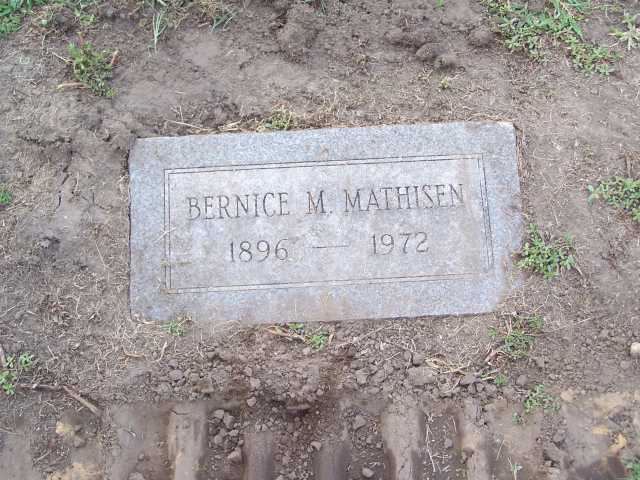 BERNICE M. MATHISEN
1896 — 1972